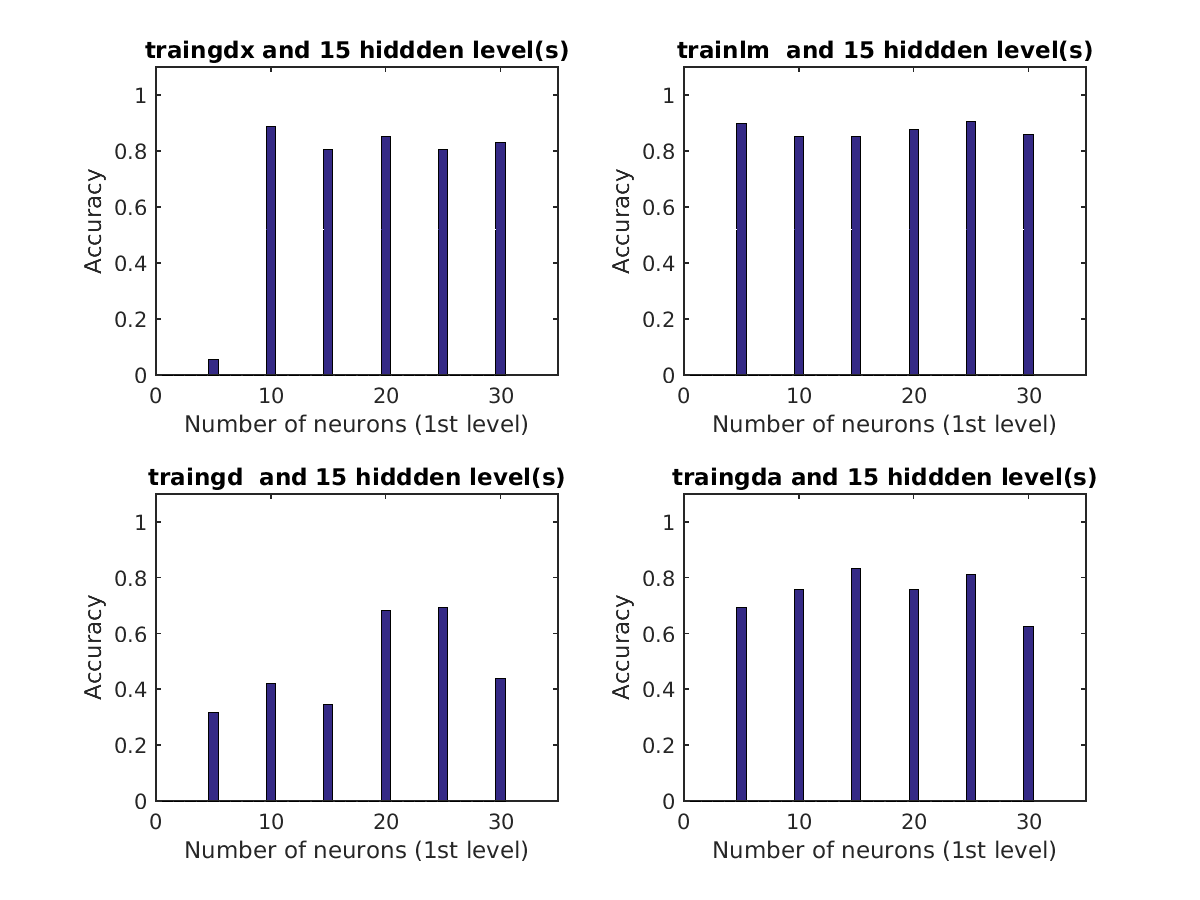 traingdx and 15 hiddden level(s)
1
0.8
0.6
0.4
0.2
0
Accuracy
0 10 20 30
Number of neurons (1st level)
trainlm and 15 hiddden level(s)
1
0.8
0.6
0.4
0.2
0
Accuracy
0 10 20 30
Number of neurons (1st level)
traingd and 15 hiddden level(s)
1
0.8
0.6
0.4
0.2
0
Accuracy
0 10 20 30
Number of neurons (1st level)
traingda and 15 hiddden level(s)
1
0.8
0.6
0.4
0.2
0
Accuracy
0 10 20 30
Number of neurons (1st level)